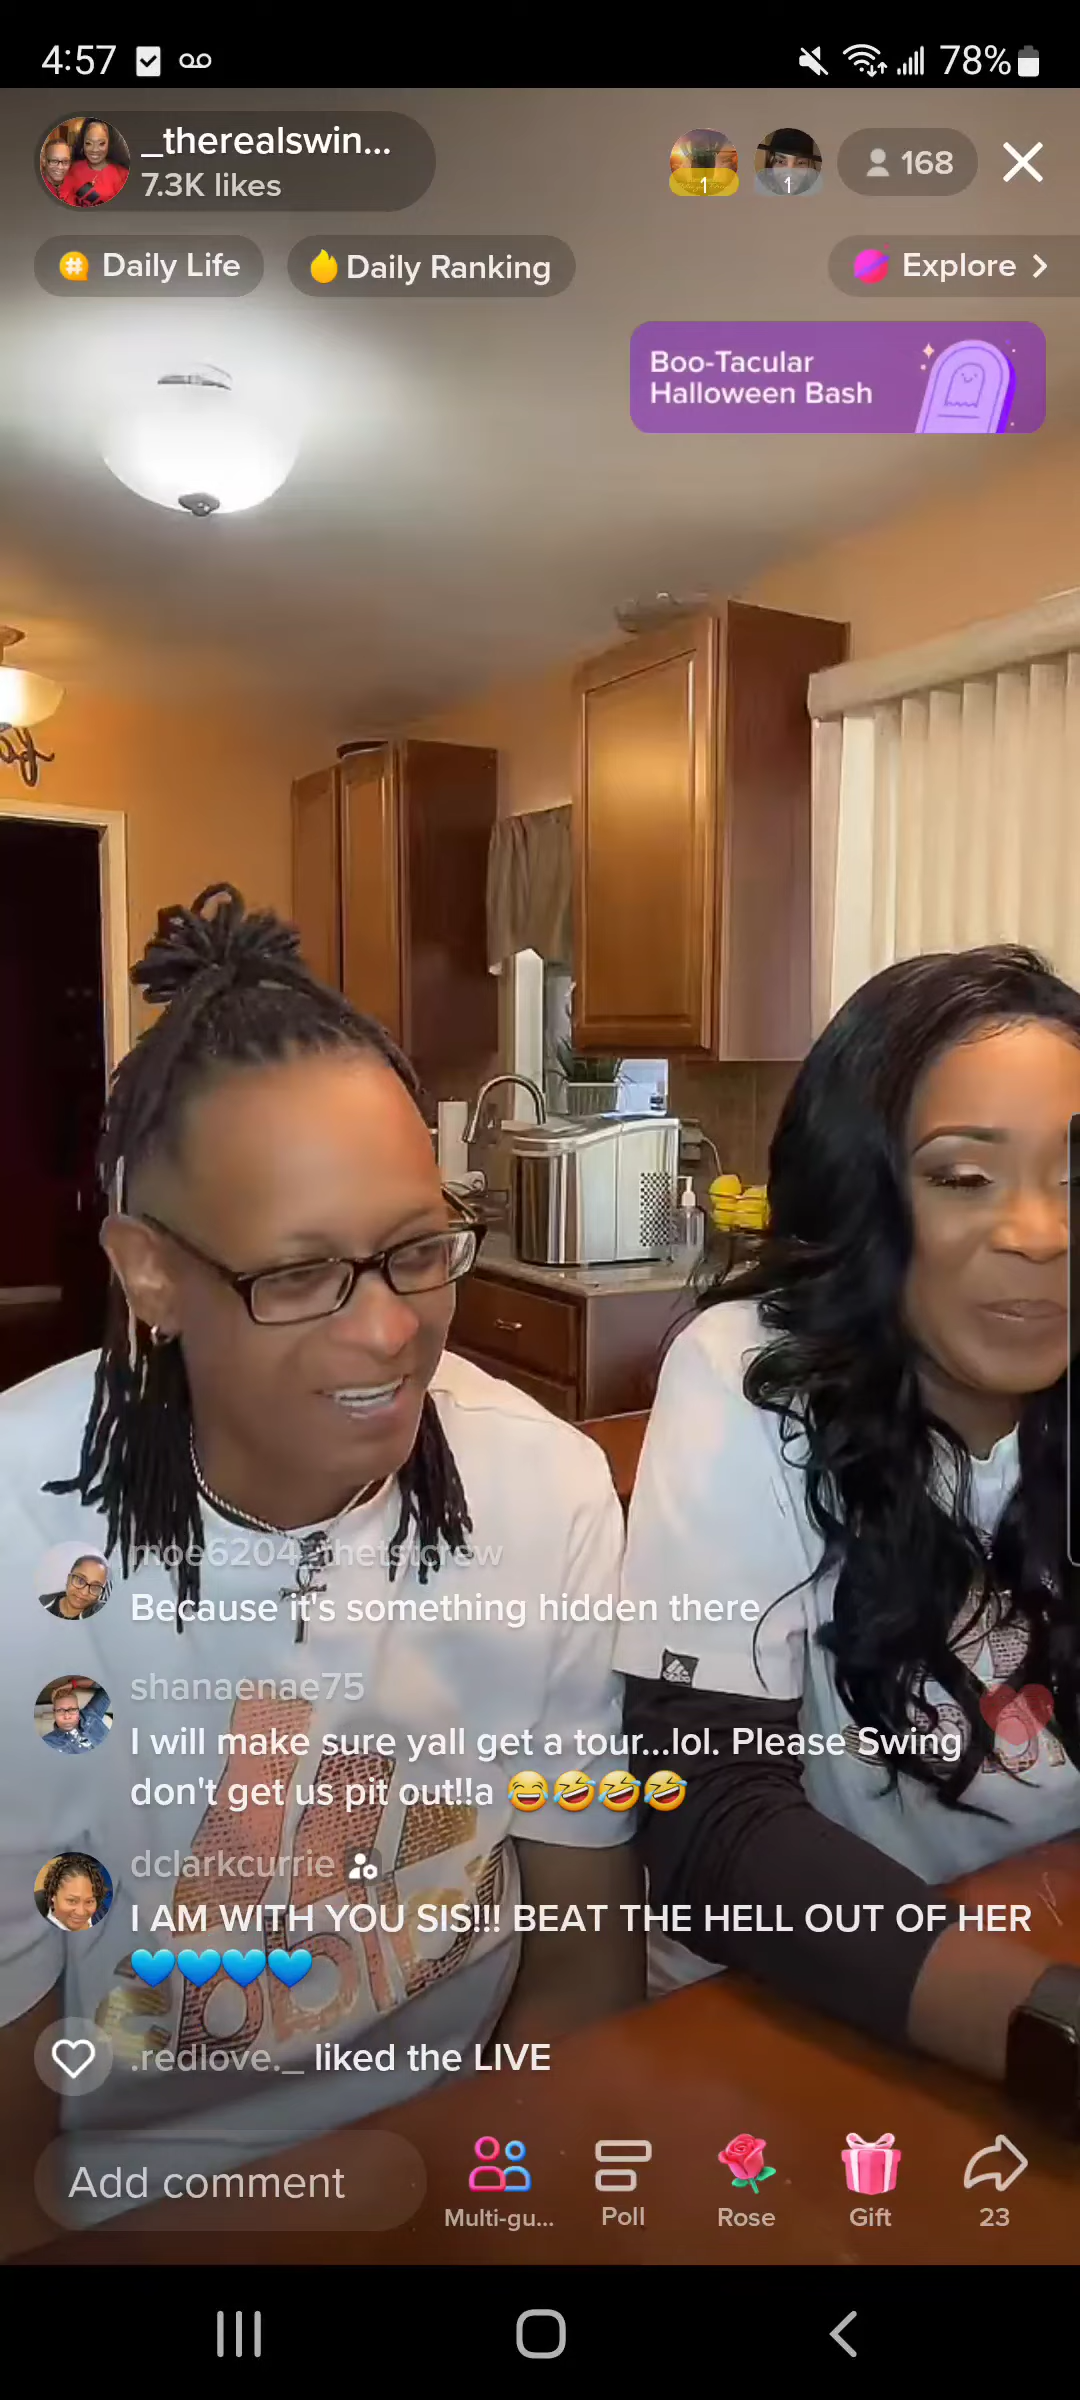 4:57
78%
_therealswin...
7.3K likes
1
1
168
Daily Life
Daily Ranking
Explore
Boo-Tacular
Halloween Bash
moe6204_thetstcrew
Because it's something hidden there
shanaenae75
I will make sure yall get a tour...lol. Please Swing
don't get us pit out!!a 😂🤣🤣🤣
dclarkcurrie
I AM WITH YOU SIS!!! BEAT THE HELL OUT OF HER
💙💙💙💙
.redlove._ liked the LIVE
Add comment
Multi-gu...
Poll
Rose
Gift
23